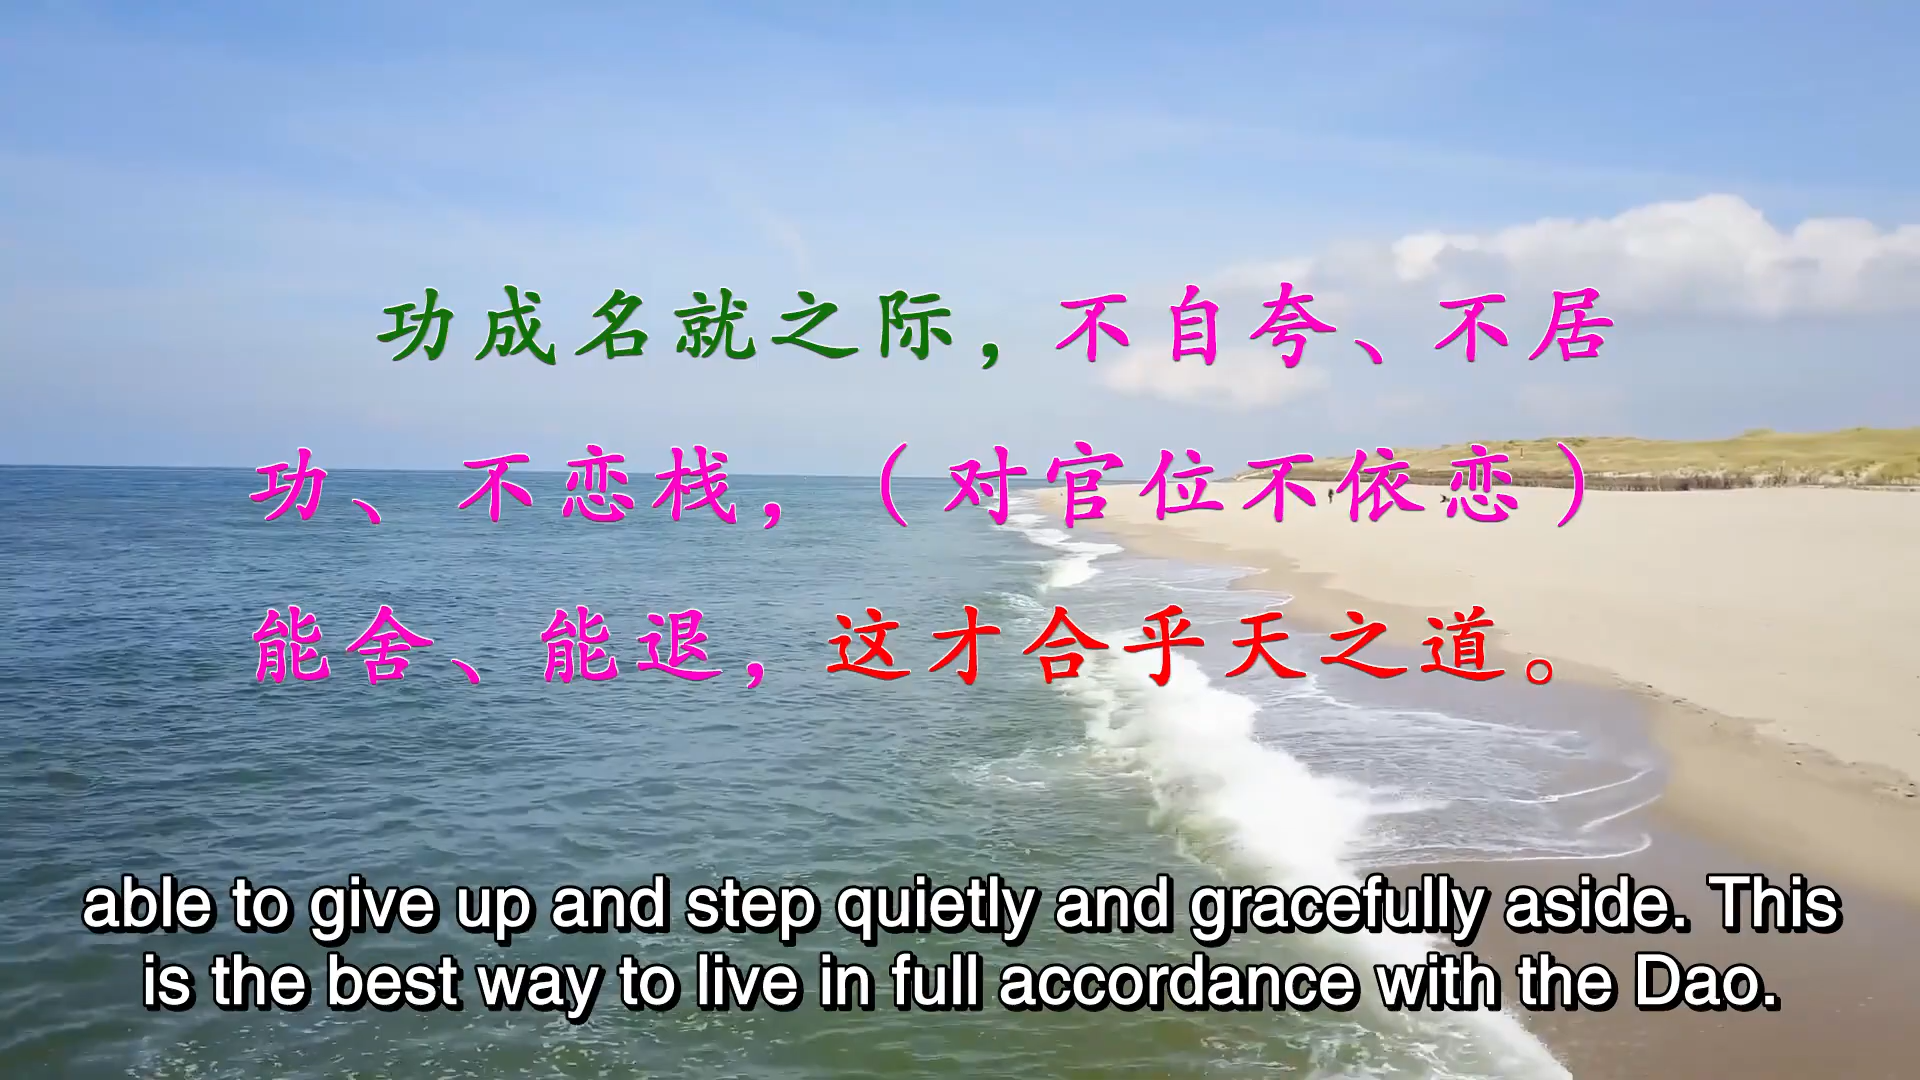 功成名就之际，不自夸、不居
功、不恋栈，（对官位不依恋）
能舍、能退，这才合乎天之道。
able to give up and step quietly and gracefully aside. This
is the best way to live in full accordance with the Dao.